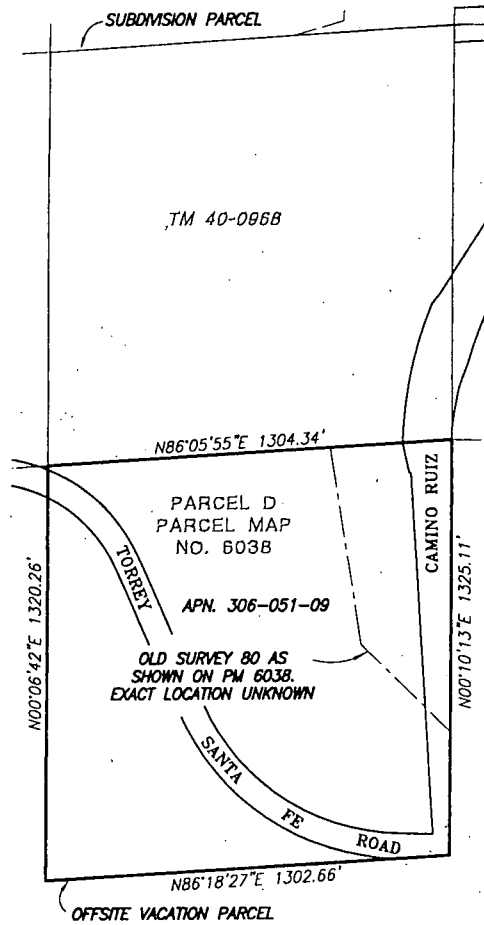 SUBDIVISION PARCEL
TM 40-0968
N86°05'55"E 1304.34'
PARCEL D
PARCEL MAP
NO. 6038
CAMINO RUIZ
TORREY
APN. 306-051-09
N00°06'42"E 1320.26'
N00°10'13"E 1325.11'
OLD SURVEY 80 AS
SHOWN ON PM 6038.
EXACT LOCATION UNKNOWN
SANTA
FE
ROAD
N86°18'27"E 1302.66'
OFFSITE VACATION PARCEL